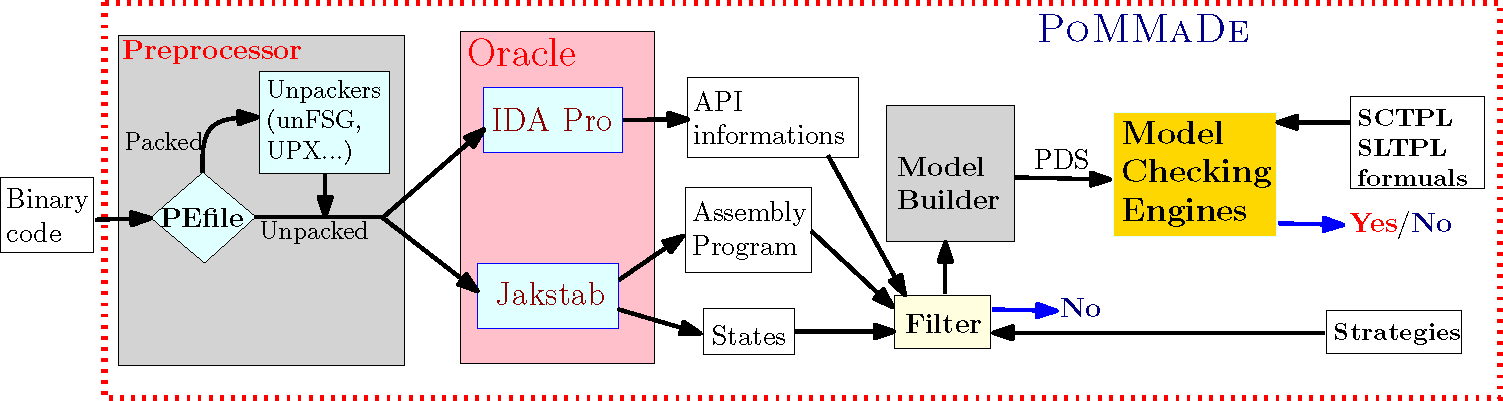 PoMMaDe
Preprocessor
Unpackers
(unFSG,
UPX...)
Packed
Binary
code
PEfile
Unpacked
Oracle
IDA Pro
Jakstab
API
informations
Assembly
Program
States
Model
Builder
PDS
Model
Checking
Engines
SCTPL
SLTPL
formuals
Yes/No
Filter
No
Strategies